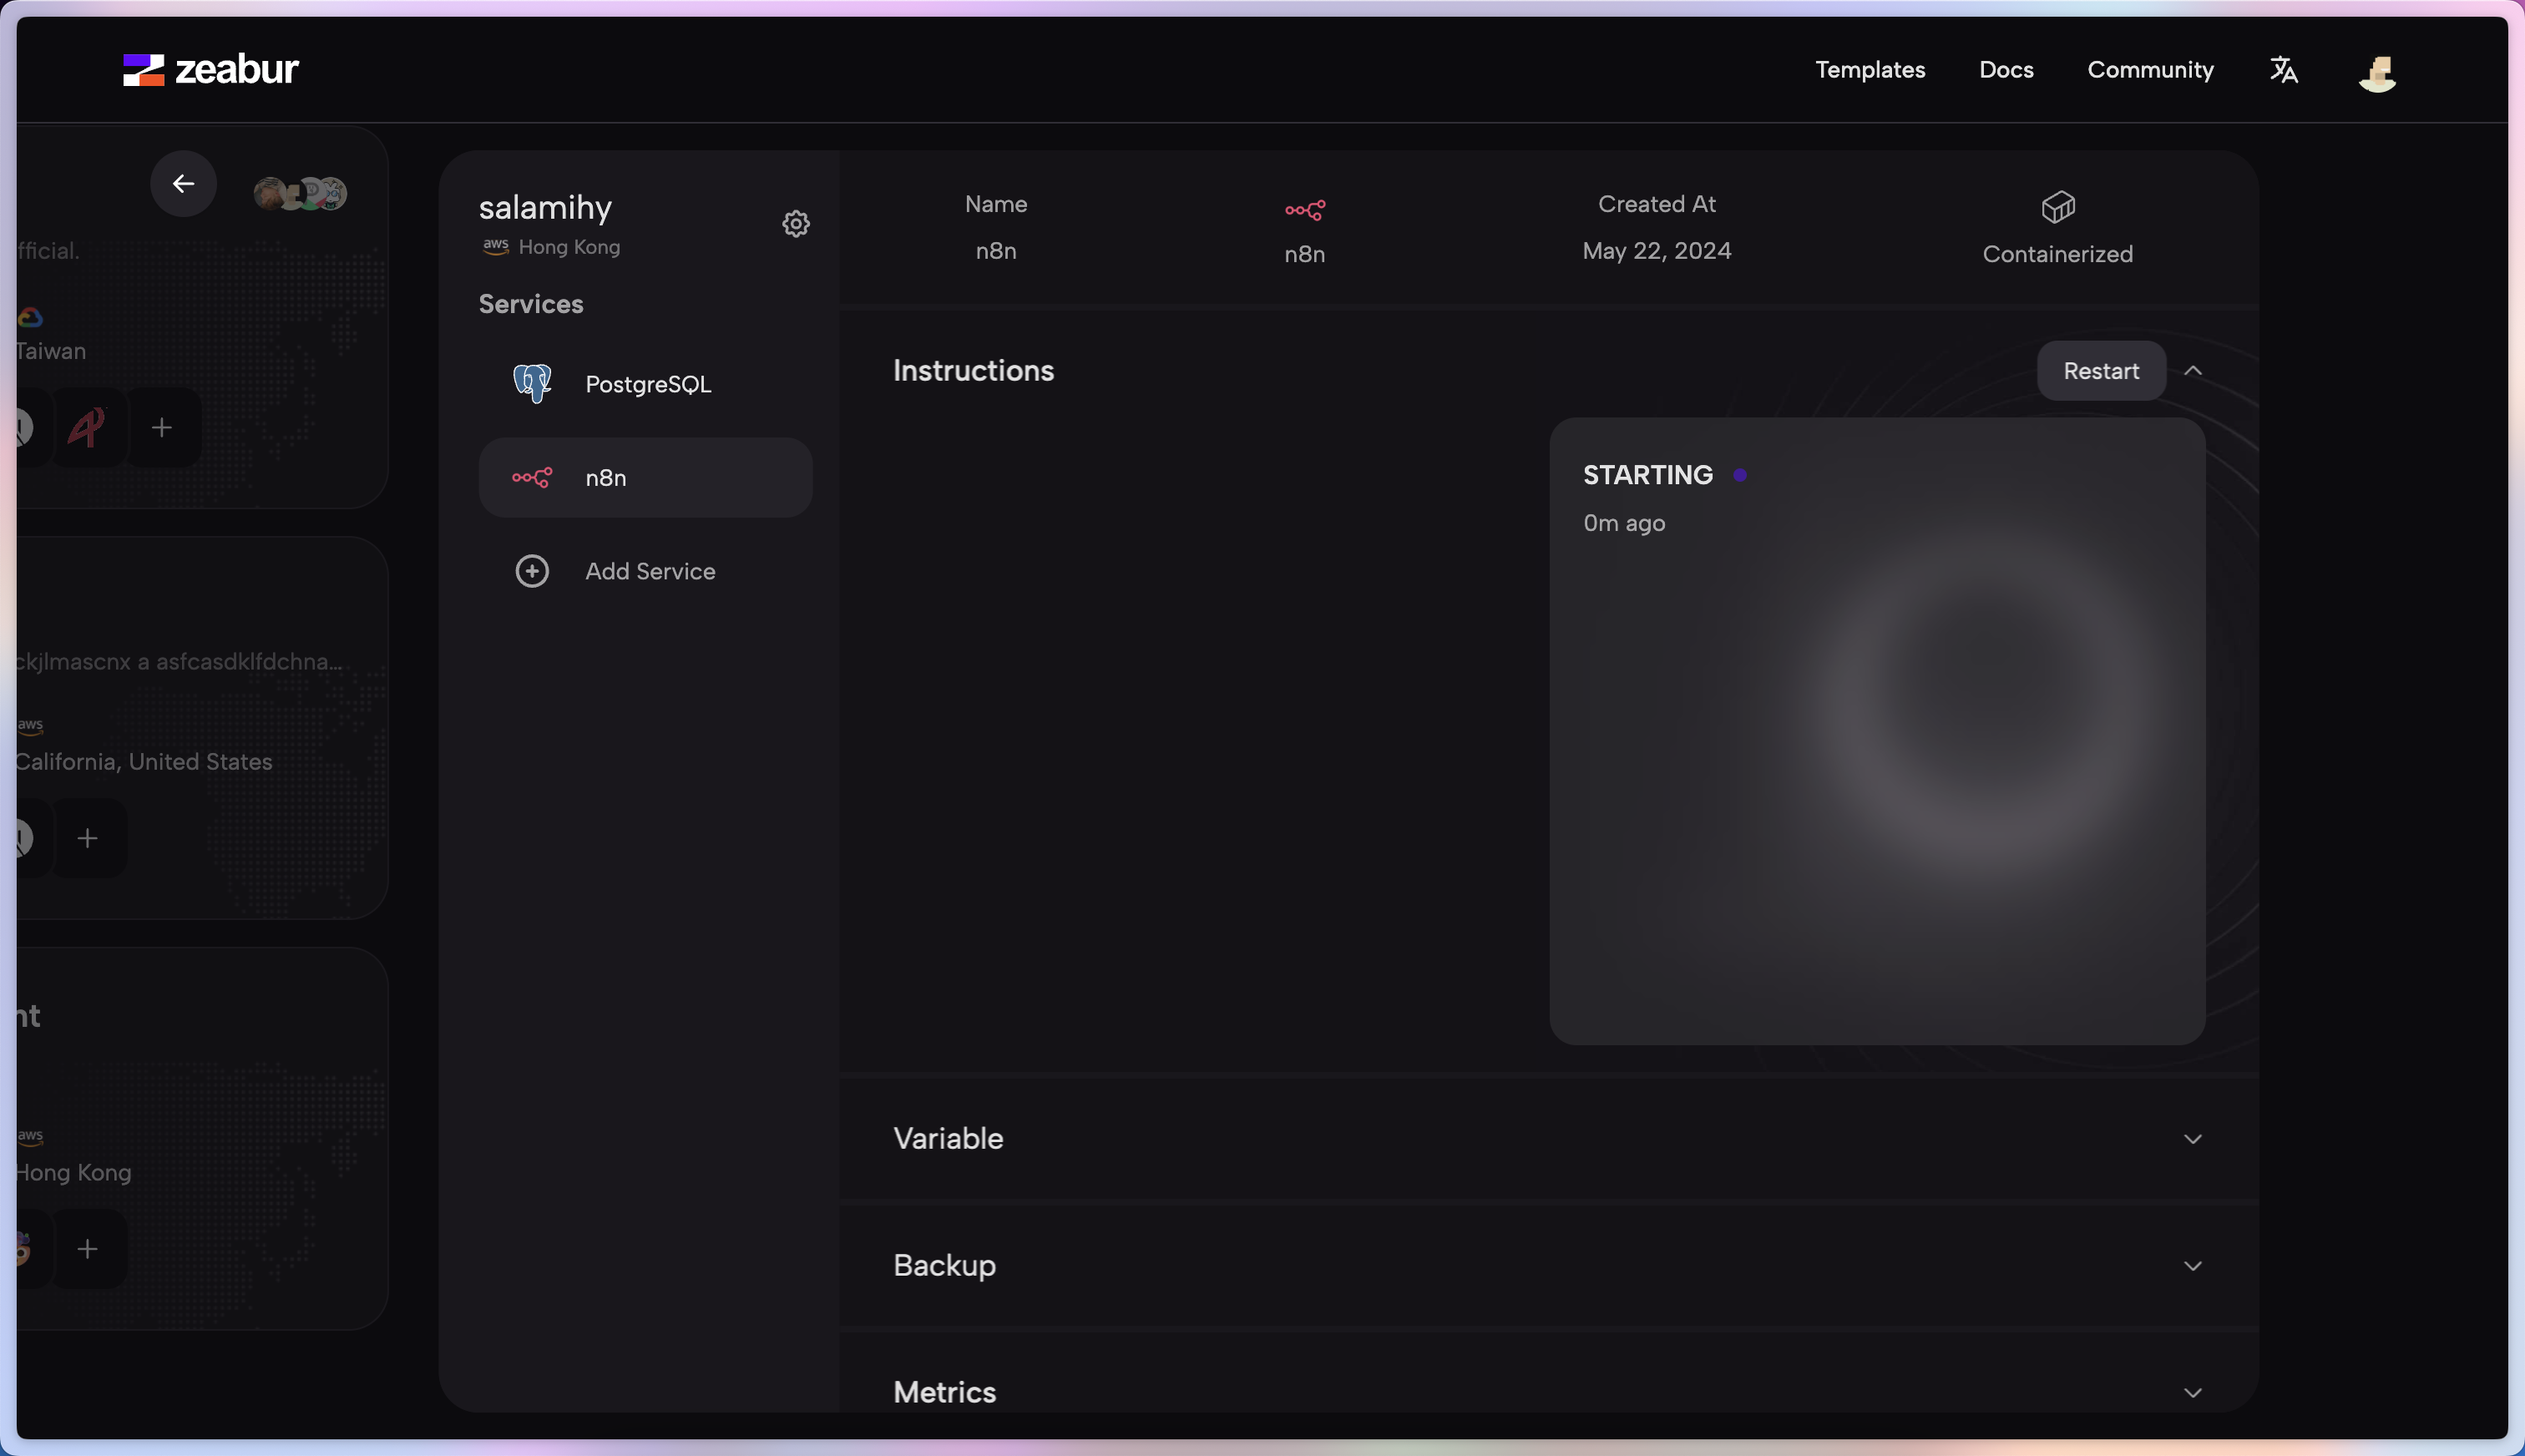 zeabur
Templates
Docs
Community
fficial.
Taiwan
ckjlmascnx a asfcasdklfdchna...
aws
California, United States
nt
aws
Hong Kong
salamihy
aws Hong Kong
Services
PostgreSQL
n8n
Add Service
Name
n8n
n8n
Created At
May 22, 2024
Containerized
Instructions
Restart
STARTING
0m ago
Variable
Backup
Metrics